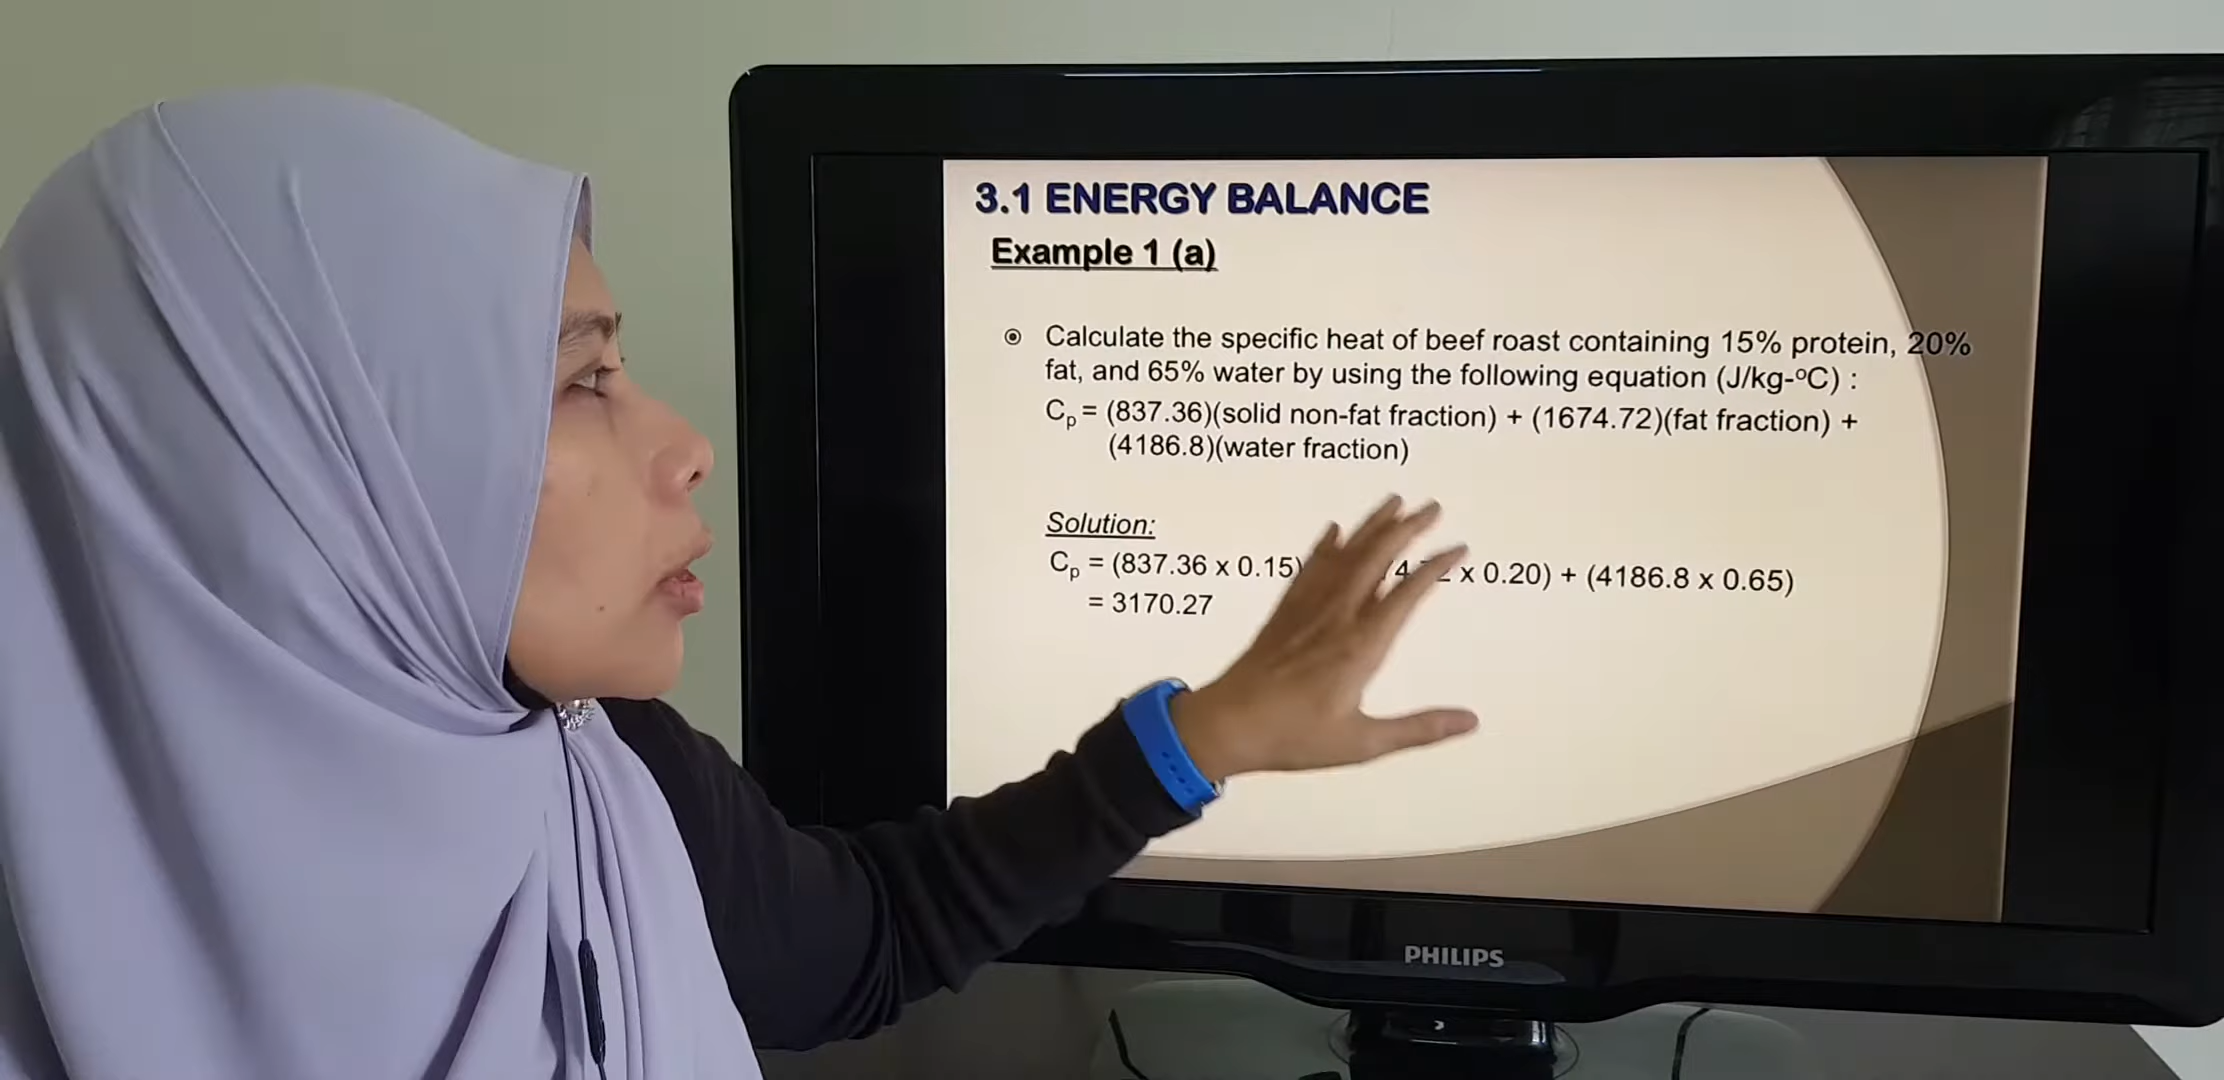 3.1 ENERGY BALANCE
Example 1 (a)
Calculate the specific heat of beef roast containing 15% protein, 20%
fat, and 65% water by using the following equation (J/kg-ºC) :
Cp = (837.36)(solid non-fat fraction) + (1674.72)(fat fraction) +
(4186.8)(water fraction)
Solution:
Cp = (837.36 x 0.15) x 0.20) + (4186.8 x 0.65)
= 3170.27
PHILIPS